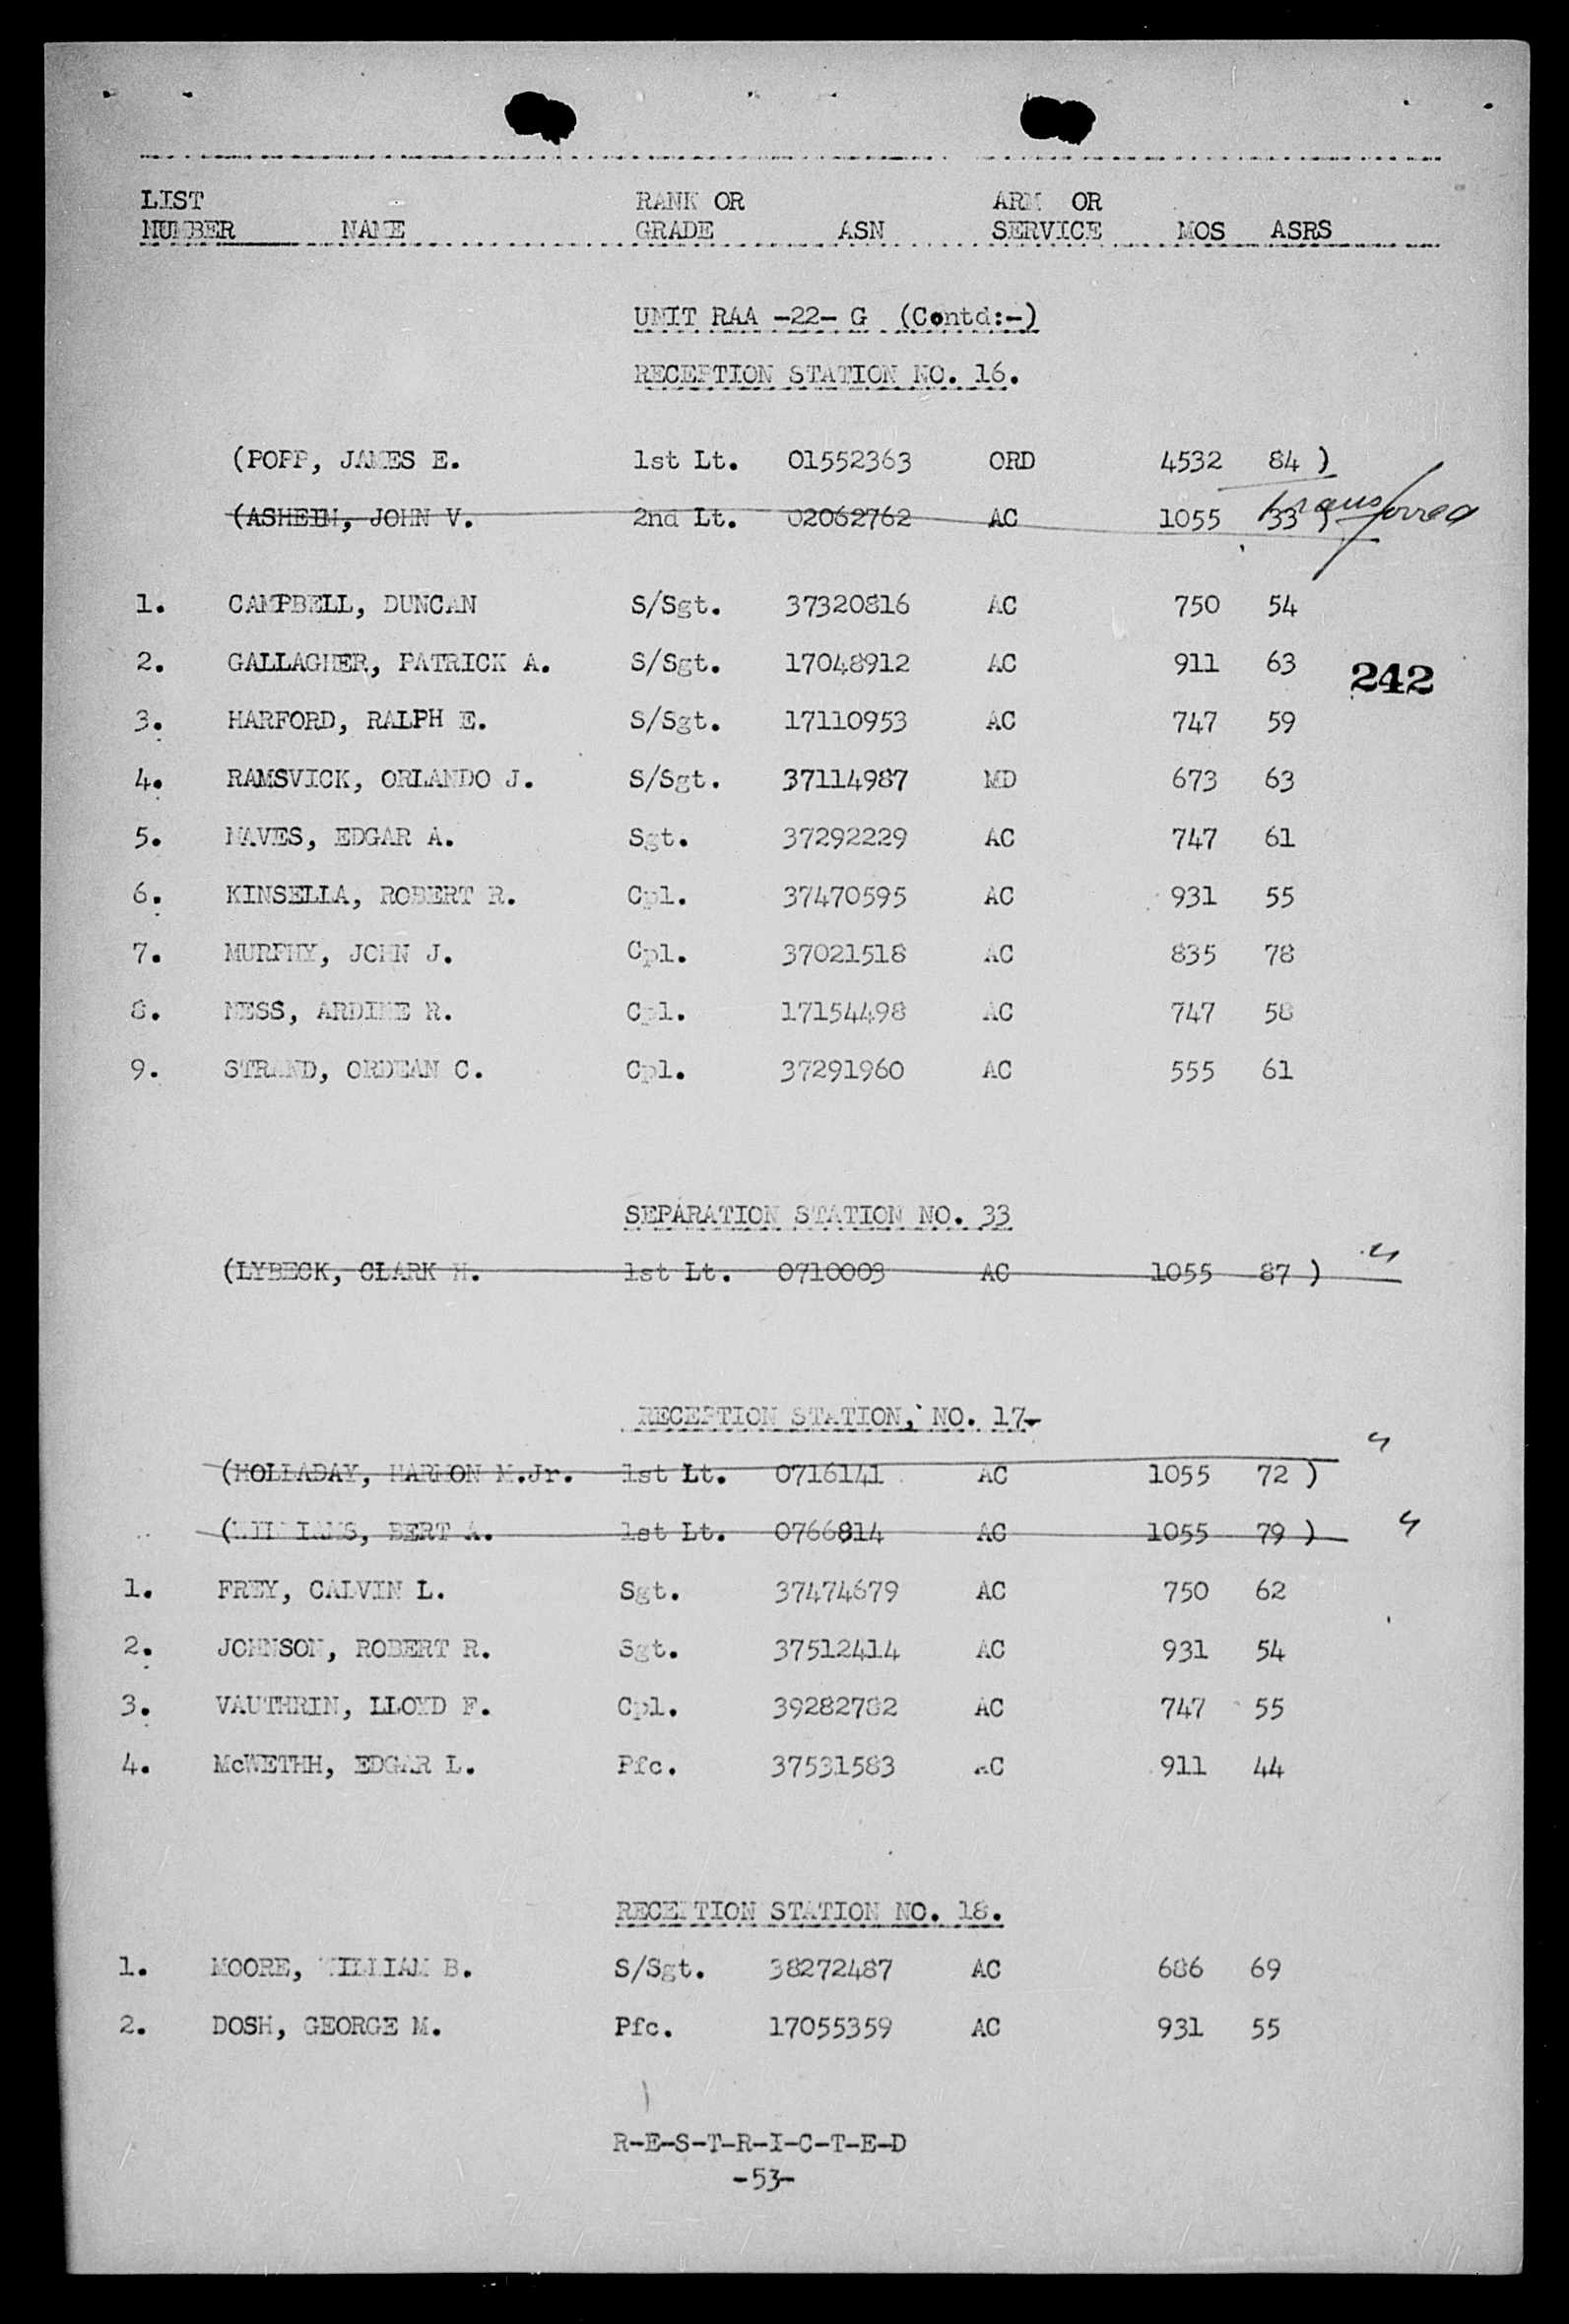 LIST RANK OR ARM OR
NUMBER NAME GRADE ASN SERVICE MOS ASRS
UNIT RAA -22- G (Contd:-)
RECEPTION STATION NO. 16.
(POPP, JAMES E. 1st Lt. 01552363 ORD 4532 84 )
(ASHEIM, JOHN V. 2nd Lt. 02062762 AC 1055 33 ) transferred
1. CAMPBELL, DUNCAN S/Sgt. 37320816 AC 750 54
2. GALLAGHER, PATRICK A. S/Sgt. 17048912 AC 911 63
242
3. HARFORD, RALPH E. S/Sgt. 17110953 AC 747 59
4. RAMSVICK, ORLANDO J. S/Sgt. 37114987 MD 673 63
5. NAVES, EDGAR A. Sgt. 37292229 AC 747 61
6. KINSELLA, ROBERT R. Cpl. 37470595 AC 931 55
7. MURPHY, JOHN J. Cpl. 37021518 AC 835 78
8. NESS, ARDINE R. Cpl. 17154498 AC 747 58
9. STRAND, ORDEAN C. Cpl. 37291960 AC 555 61
SEPARATION STATION NO. 33
(LYBECK, CLARK H. 1st Lt. 0710003 AC 1055 87 )
RECEPTION STATION, NO. 17-
(HOLLADAY, HARMON M.Jr. 1st Lt. 0716141 AC 1055 72 )
(WILLIAMS, BERT A. 1st Lt. 0766814 AC 1055 79 )
1. FREY, CALVIN L. Sgt. 37474679 AC 750 62
2. JOHNSON, ROBERT R. Sgt. 37512414 AC 931 54
3. VAUTHRIN, LLOYD F. Cpl. 39282782 AC 747 55
4. McWETHH, EDGAR L. Pfc. 37531583 AC 911 44
RECEPTION STATION NO. 18.
1. MOORE, WILLIAM B. S/Sgt. 38272487 AC 686 69
2. DOSH, GEORGE M. Pfc. 17055359 AC 931 55
R-E-S-T-R-I-C-T-E-D
-53-